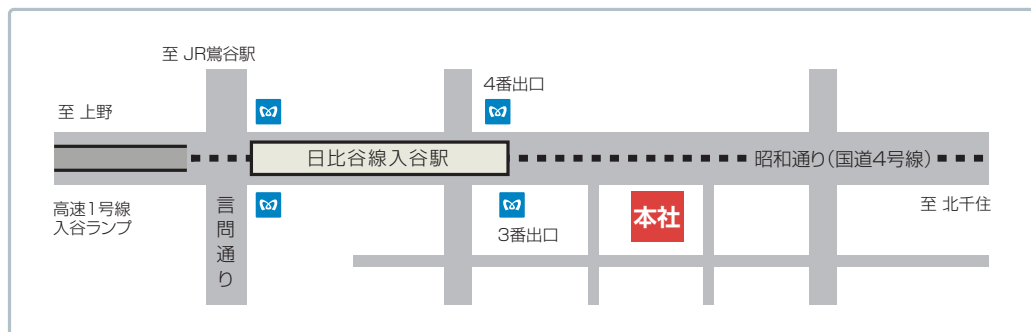 至 JR鶯谷駅
4番出口
至 上野
日比谷線入谷駅
昭和通り(国道4号線)
高速1号線
入谷ランプ
言問通り
3番出口
本社
至 北千住